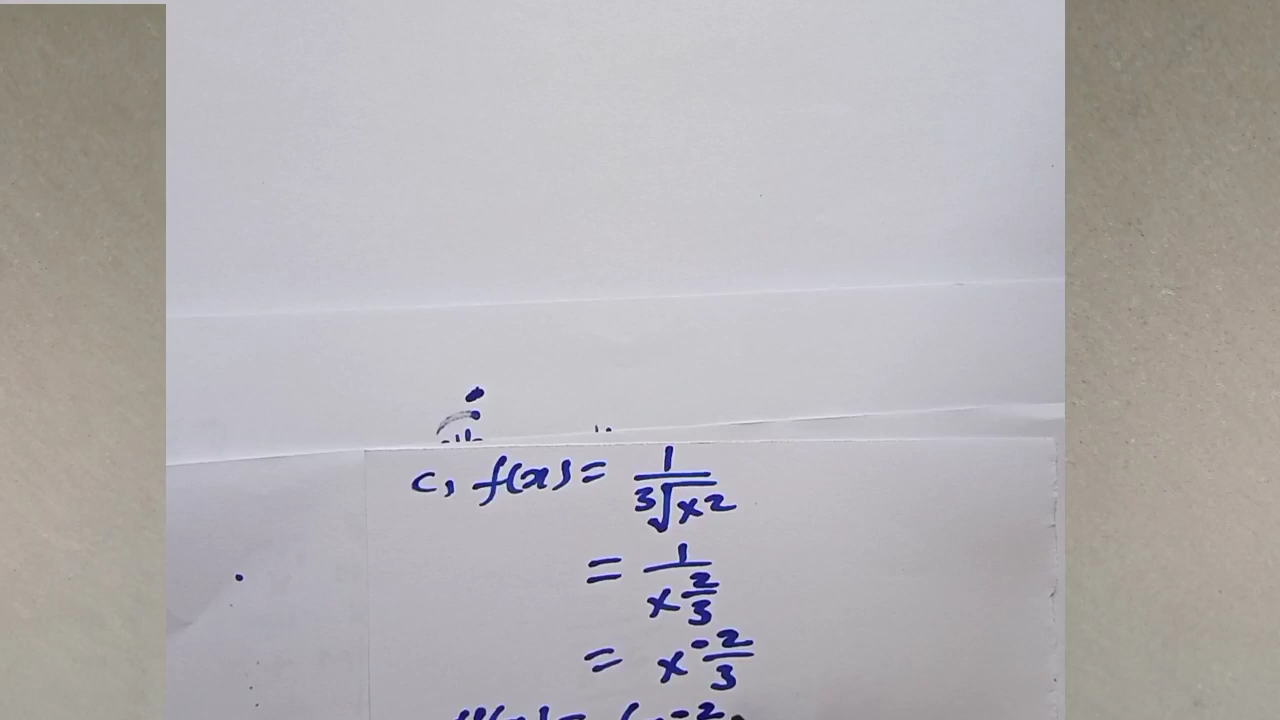 c, f(x) = 1/∛x²
= 1/x^(2/3)
= x^(-2/3)